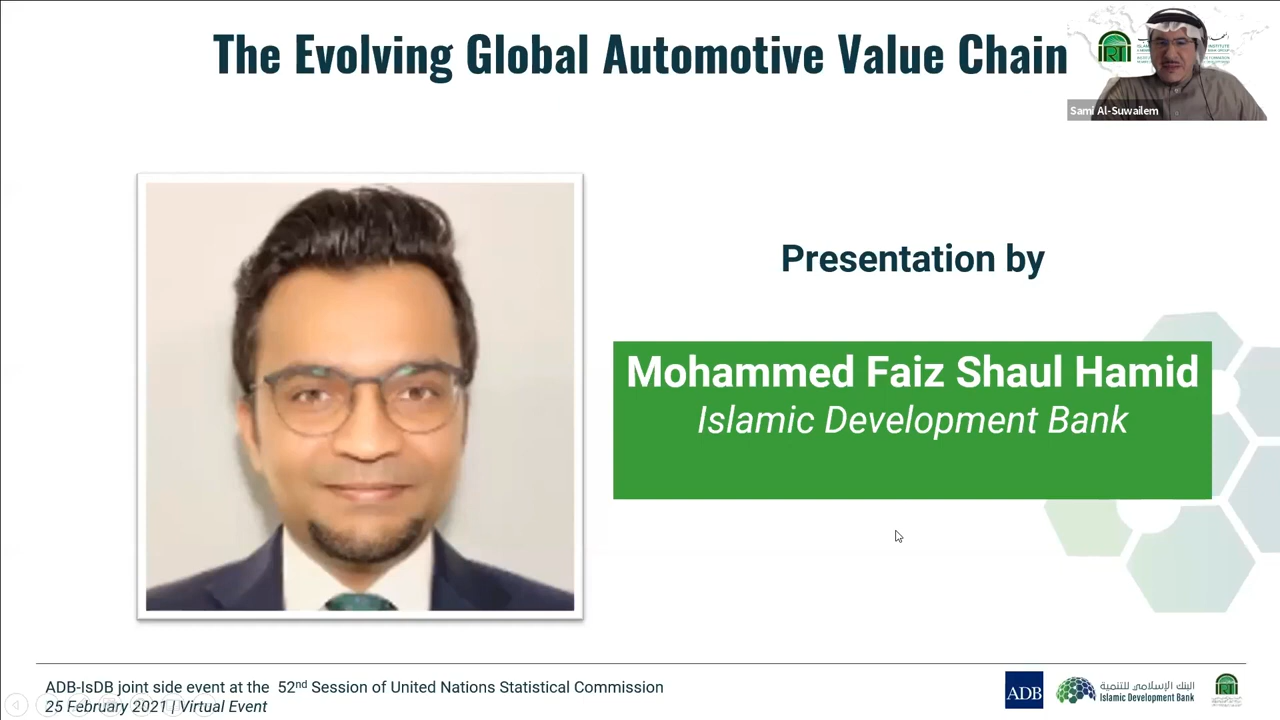 The Evolving Global Automotive Value Chain
Sami Al-Suwailem
Presentation by
Mohammed Faiz Shaul Hamid
Islamic Development Bank
ADB-IsDB joint side event at the 52nd Session of United Nations Statistical Commission
25 February 2021 | Virtual Event
ADB
البنك الإسلامي للتنمية
Islamic Development Bank